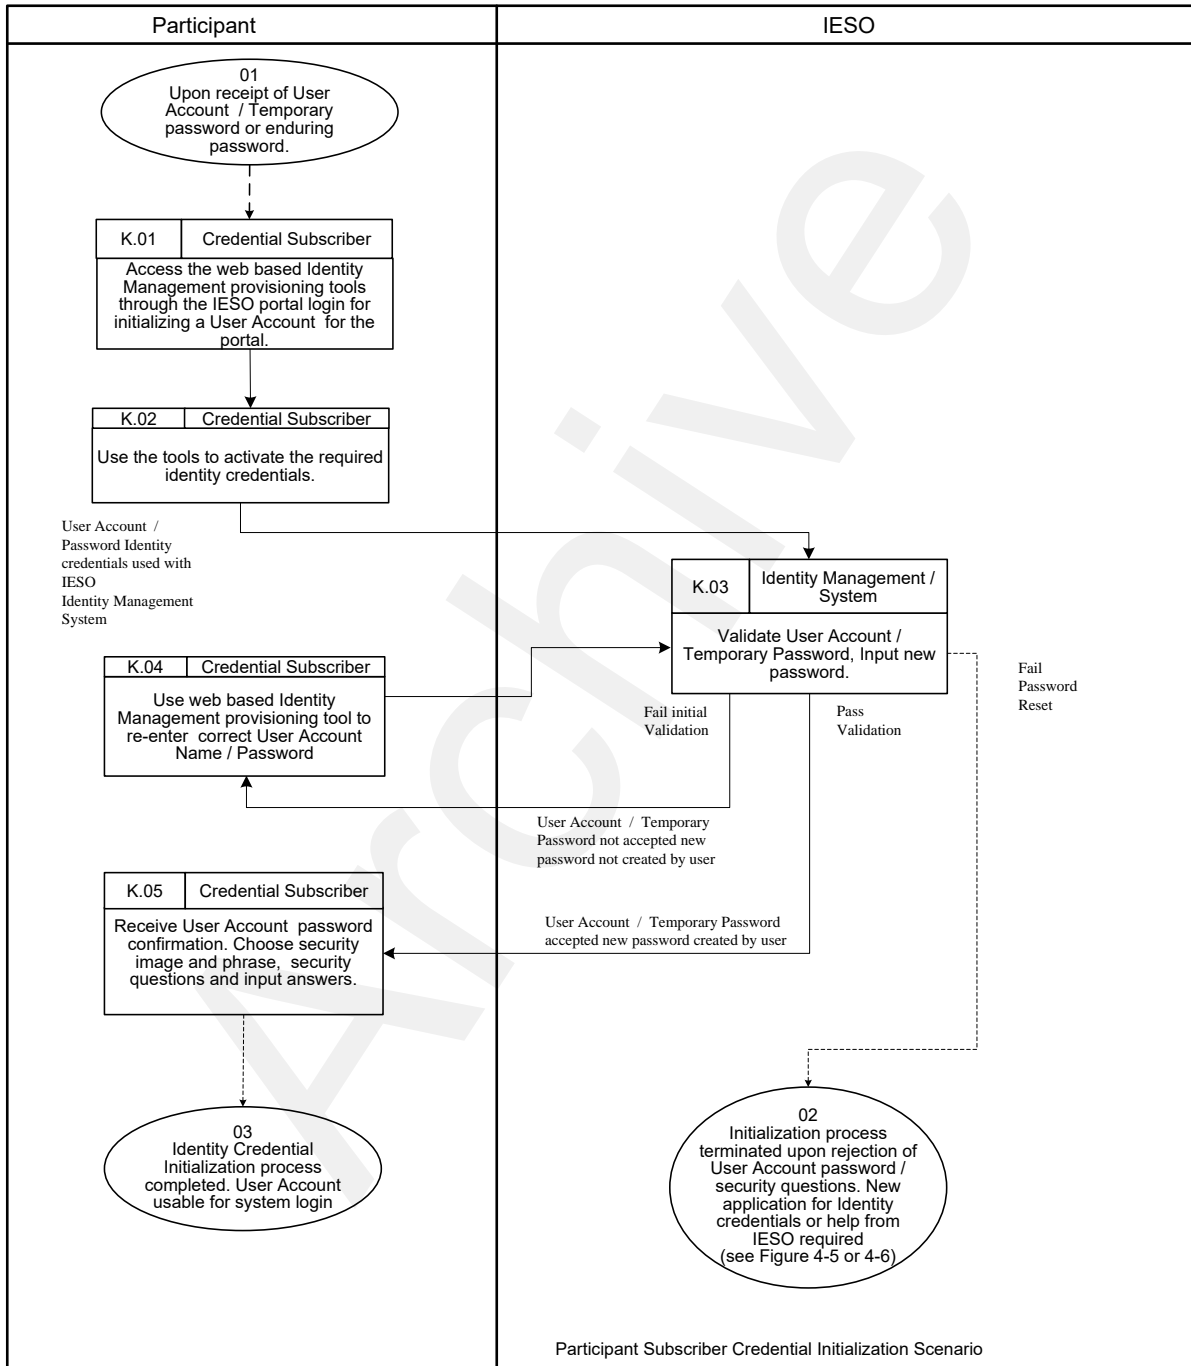 Participant
IESO
01
Upon receipt of User
Account / Temporary
password or enduring
password.
K.01
Credential Subscriber
Access the web based Identity
Management provisioning tools
through the IESO portal login for
initializing a User Account for the
portal.
K.02
Credential Subscriber
Use the tools to activate the required
identity credentials.
User Account /
Password Identity
credentials used with
IESO
Identity Management
System
K.03
Identity Management /
System
Validate User Account /
Temporary Password, Input new
password.
K.04
Credential Subscriber
Use web based Identity
Management provisioning tool to
re-enter correct User Account
Name / Password
Fail initial
Validation
Pass
Validation
Fail
Password
Reset
User Account / Temporary
Password not accepted new
password not created by user
K.05
Credential Subscriber
Receive User Account password
confirmation. Choose security
image and phrase, security
questions and input answers.
User Account / Temporary Password
accepted new password created by user
03
Identity Credential
Initialization process
completed. User Account
usable for system login
02
Initialization process
terminated upon rejection of
User Account password /
security questions. New
application for Identity
credentials or help from
IESO required
(see Figure 4-5 or 4-6)
Participant Subscriber Credential Initialization Scenario
Archive